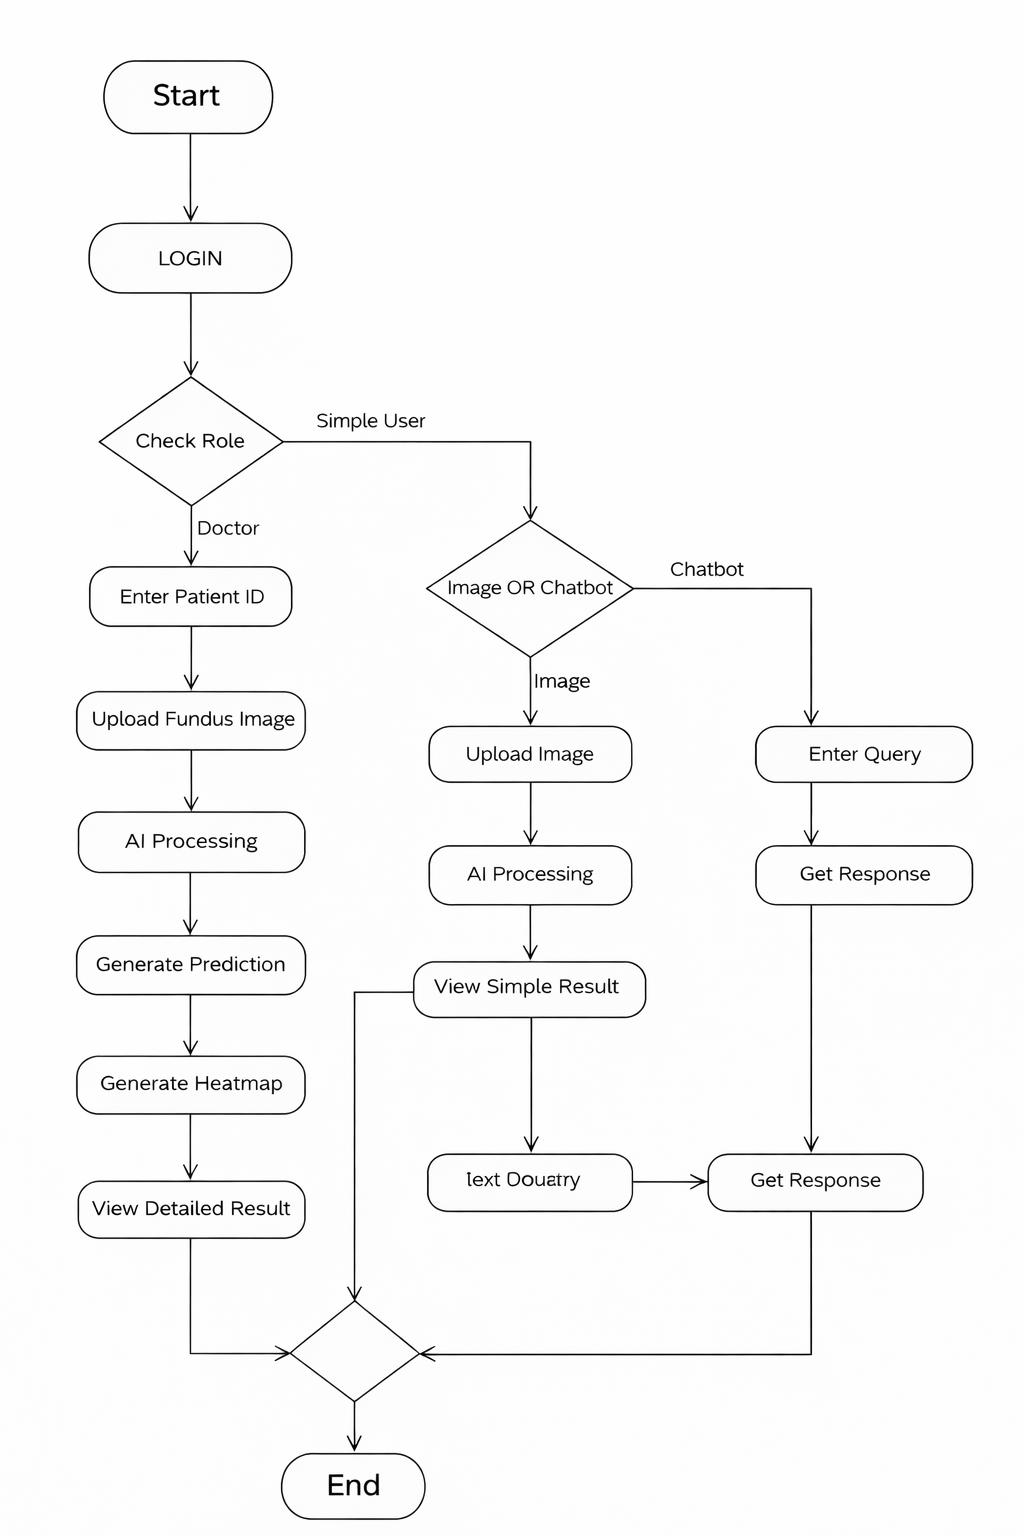 Start
LOGIN
Check Role
Simple User
Doctor
Enter Patient ID
Upload Fundus Image
AI Processing
Generate Prediction
Generate Heatmap
View Detailed Result
Image OR Chatbot
Chatbot
Image
Upload Image
AI Processing
View Simple Result
Enter Query
Get Response
Get Response
End